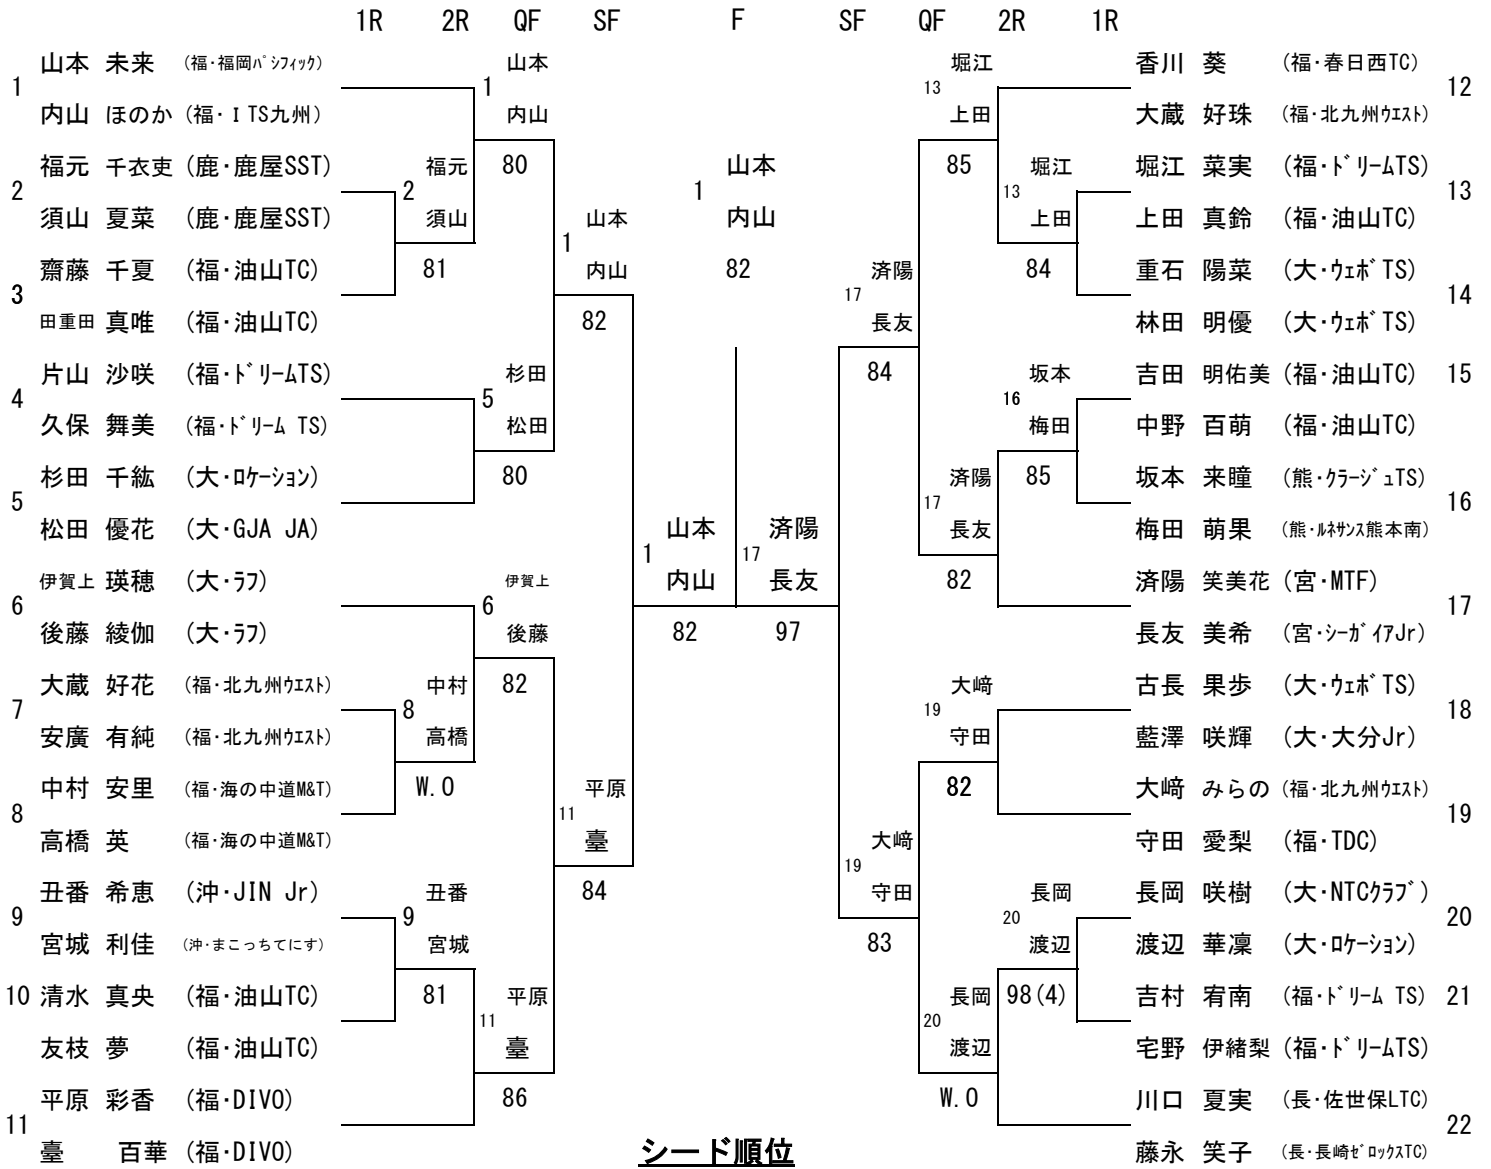 1R 2R QF SF F SF QF 2R 1R
山本 未来 (福・福岡ﾊﾟｼﾌｨｯｸ) 山本 堀江 香川 葵 (福・春日西TC)
1 1 13 12
内山 ほのか (福・ＩTS九州) 内山 上田 大蔵 好珠 (福・北九州ｳｴｽﾄ)
福元 千衣吏 (鹿・鹿屋SST) 福元 80 山本 85 堀江 堀江 菜実 (福・ﾄﾞﾘｰﾑTS)
2 2 1 13 13
須山 夏菜 (鹿・鹿屋SST) 須山 山本 内山 上田 上田 真鈴 (福・油山TC)
1
齋藤 千夏 (福・油山TC) 81 内山 82 済陽 84 重石 陽菜 (大・ｳｪﾎﾞTS)
3 17 14
田重田 真唯 (福・油山TC) 82 長友 林田 明優 (大・ｳｪﾎﾞTS)
片山 沙咲 (福・ﾄﾞﾘｰﾑTS) 杉田 84 坂本 吉田 明佑美 (福・油山TC) 15
4 5 16
久保 舞美 (福・ﾄﾞﾘｰﾑ TS) 松田 梅田 中野 百萌 (福・油山TC)
杉田 千紘 (大・ﾛｹｰｼｮﾝ) 80 済陽 85 坂本 来瞳 (熊・ｸﾗｰｼﾞｭTS)
5 17 16
松田 優花 (大・GJA JA) 山本 済陽 長友 梅田 萌果 (熊・ﾙﾈｻﾝｽ熊本南)
1 17
伊賀上 瑛穂 (大・ﾗﾌ) 伊賀上 内山 長友 82 済陽 笑美花 (宮・MTF)
6 6 17
後藤 綾伽 (大・ﾗﾌ) 後藤 82 97 長友 美希 (宮・ｼｰｶﾞｲｱJr)
大蔵 好花 (福・北九州ｳｴｽﾄ) 中村 82 大﨑 古長 果歩 (大・ｳｪﾎﾞTS)
7 8 19 18
安廣 有純 (福・北九州ｳｴｽﾄ) 高橋 守田 藍澤 咲輝 (大・大分Jr)
中村 安里 (福・海の中道M&T) W.O 平原 82 大﨑 みらの (福・北九州ｳｴｽﾄ)
8 11 19
高橋 英 (福・海の中道M&T) 臺 大﨑 守田 愛梨 (福・TDC)
19
丑番 希恵 (沖・JIN Jr) 丑番 84 守田 長岡 長岡 咲樹 (大・NTCｸﾗﾌﾞ)
9 9 20 20
宮城 利佳 (沖・まこっちてにす) 宮城 83 渡辺 渡辺 華凜 (大・ﾛｹｰｼｮﾝ)
10 清水 真央 (福・油山TC) 81 平原 長岡 98(4) 吉村 宥南 (福・ﾄﾞﾘｰﾑ TS) 21
11 20
友枝 夢 (福・油山TC) 臺 渡辺 宅野 伊緒梨 (福・ﾄﾞﾘｰﾑTS)
平原 彩香 (福・DIVO) 86 W.O 川口 夏実 (長・佐世保LTC)
11 22
臺 百華 (福・DIVO) シード順位 藤永 笑子 (長・長崎ｾﾞﾛｯｸｽTC)